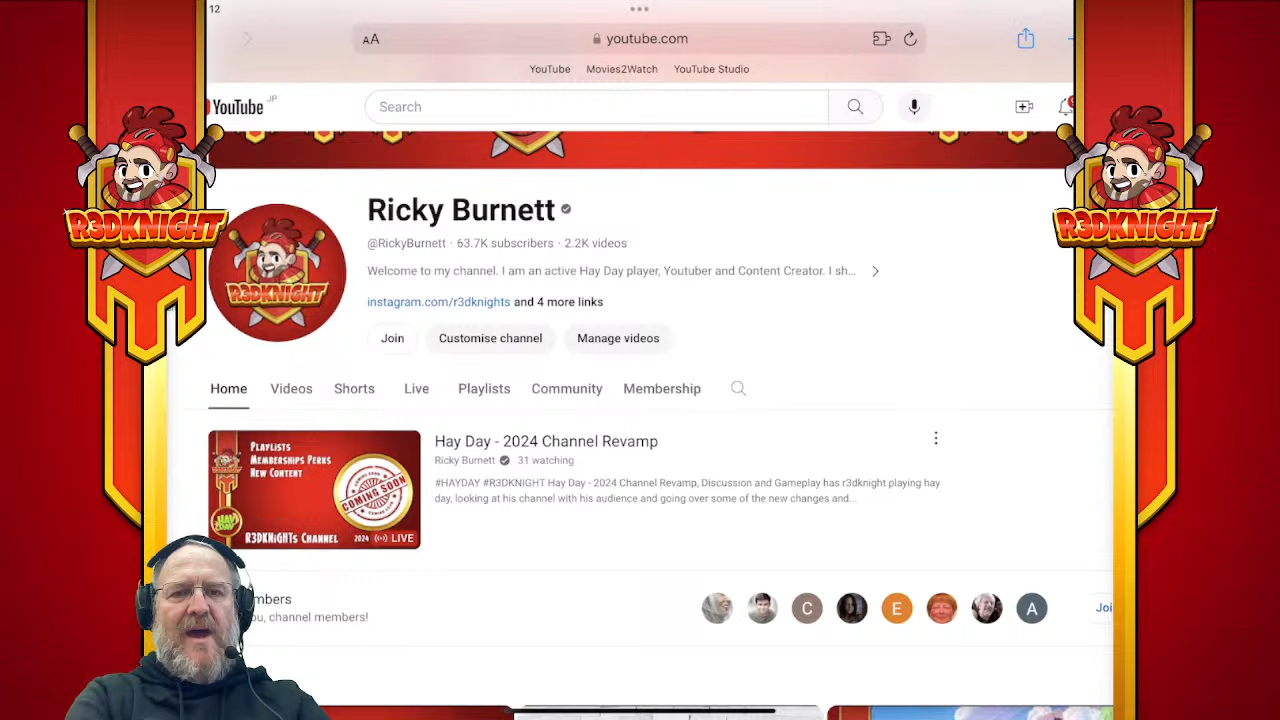 12
AA
youtube.com
YouTube Movies2Watch YouTube Studio
YouTube JP
Search
R3DKNIGHT
R3DKNIGHT
R3DKNIGHT
Ricky Burnett
@RickyBurnett · 63.7K subscribers · 2.2K videos
Welcome to my channel. I am an active Hay Day player, Youtuber and Content Creator. I sh...
instagram.com/r3dknights and 4 more links
Join Customise channel Manage videos
Home Videos Shorts Live Playlists Community Membership
PLAYLISTS
MEMBERSHIPS PERKS
NEW CONTENT
COMING SOON
HAY DAY
R3DKNIGHTS CHANNEL 2024 LIVE
Hay Day - 2024 Channel Revamp
Ricky Burnett 31 watching
#HAYDAY #R3DKNIGHT Hay Day - 2024 Channel Revamp, Discussion and Gameplay has r3dknight playing hay
day, looking at his channel with his audience and going over some of the new changes and...
mbers
u, channel members!
C E A
Joi